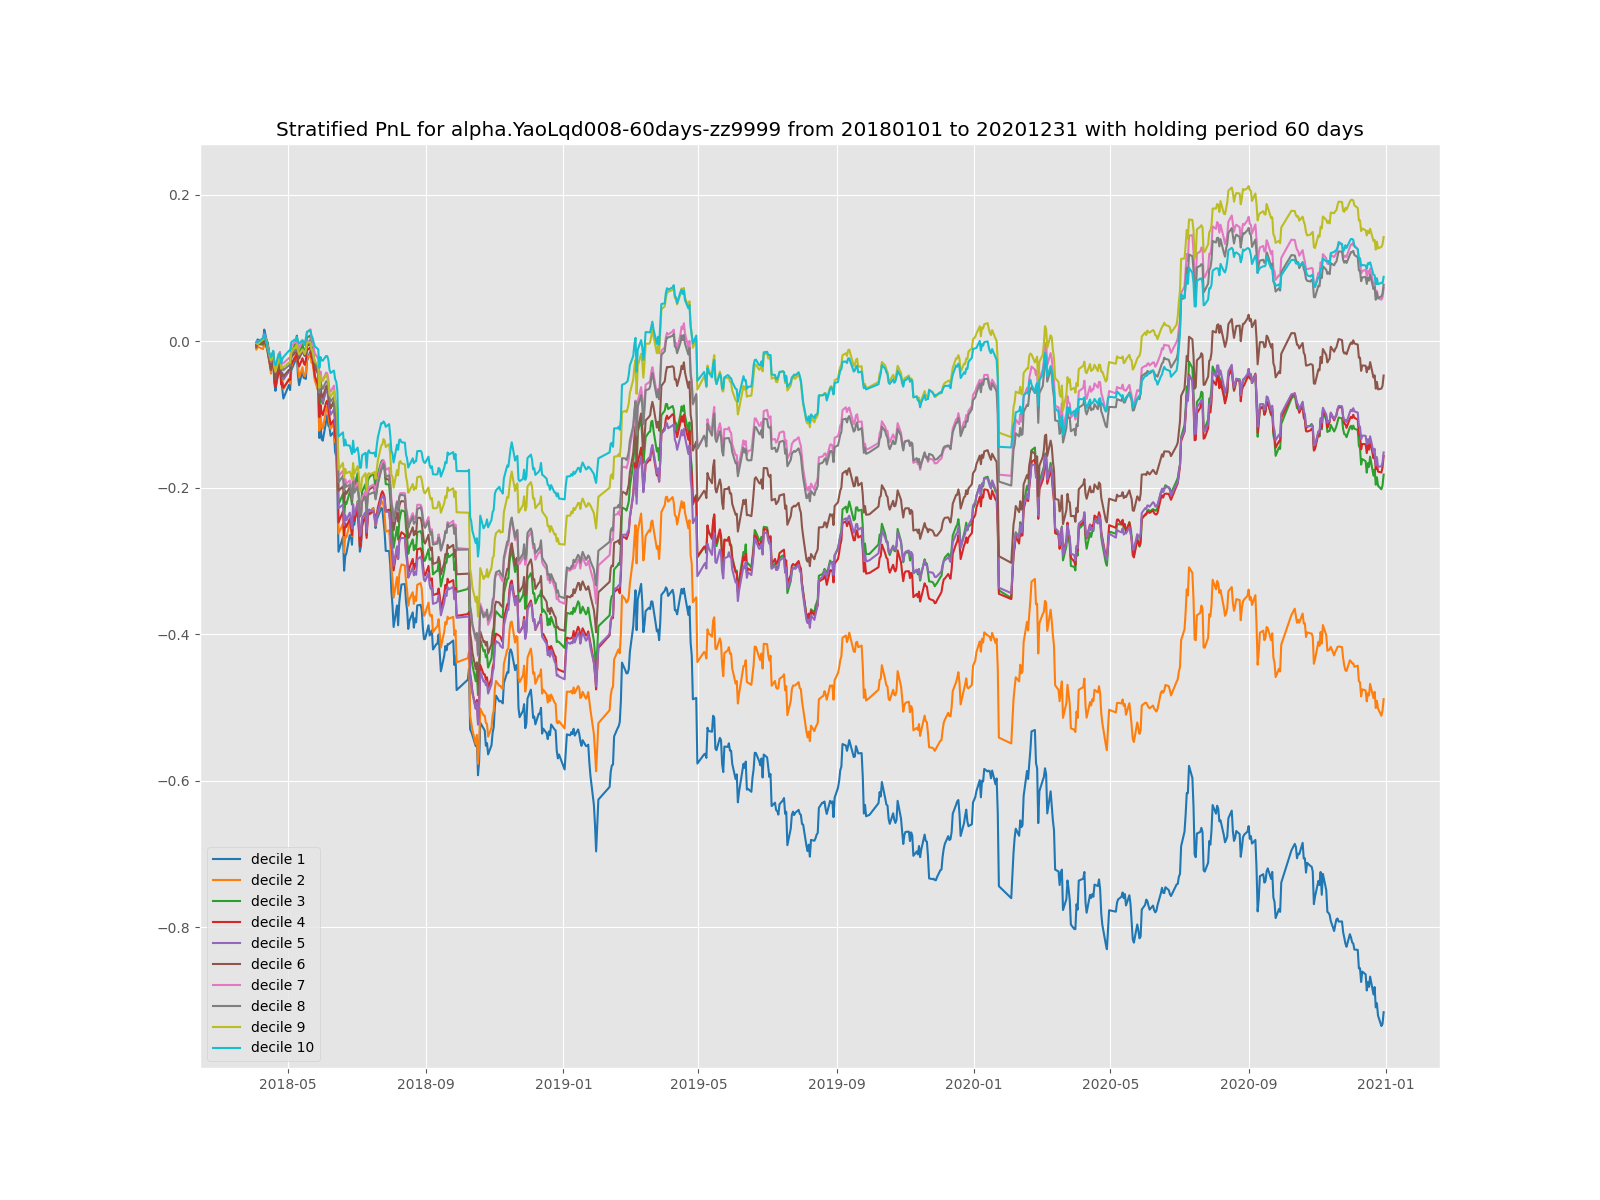 Stratified PnL for alpha.YaoLqd008-60days-zz9999 from 20180101 to 20201231 with holding period 60 days
0.2
0.0
−0.2
−0.4
−0.6
−0.8
decile 1
decile 2
decile 3
decile 4
decile 5
decile 6
decile 7
decile 8
decile 9
decile 10
2018-05 2018-09 2019-01 2019-05 2019-09 2020-01 2020-05 2020-09 2021-01